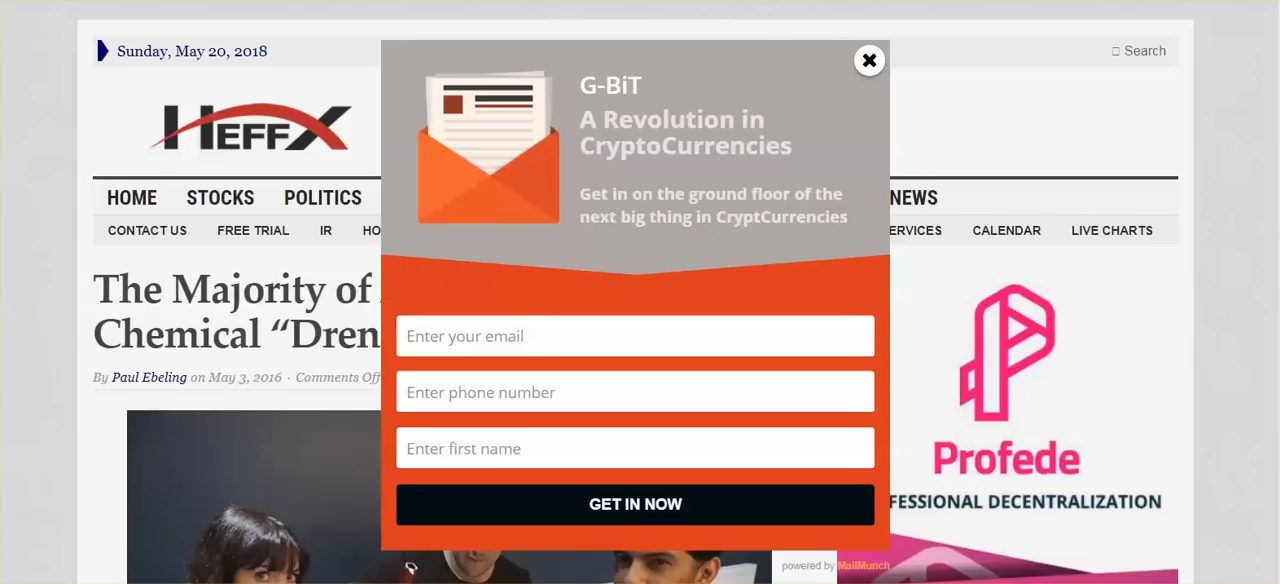 Sunday, May 20, 2018
Search
HEFFX
HOME STOCKS POLITICS NEWS
CONTACT US FREE TRIAL IR HO ERVICES CALENDAR LIVE CHARTS
The Majority of
Chemical “Dren
By Paul Ebeling on May 3, 2016 · Comments Off
G-BiT
A Revolution in
CryptoCurrencies
Get in on the ground floor of the
next big thing in CryptCurrencies
Enter your email
Enter phone number
Enter first name
GET IN NOW
powered by MailMunch
Profede
FESSIONAL DECENTRALIZATION